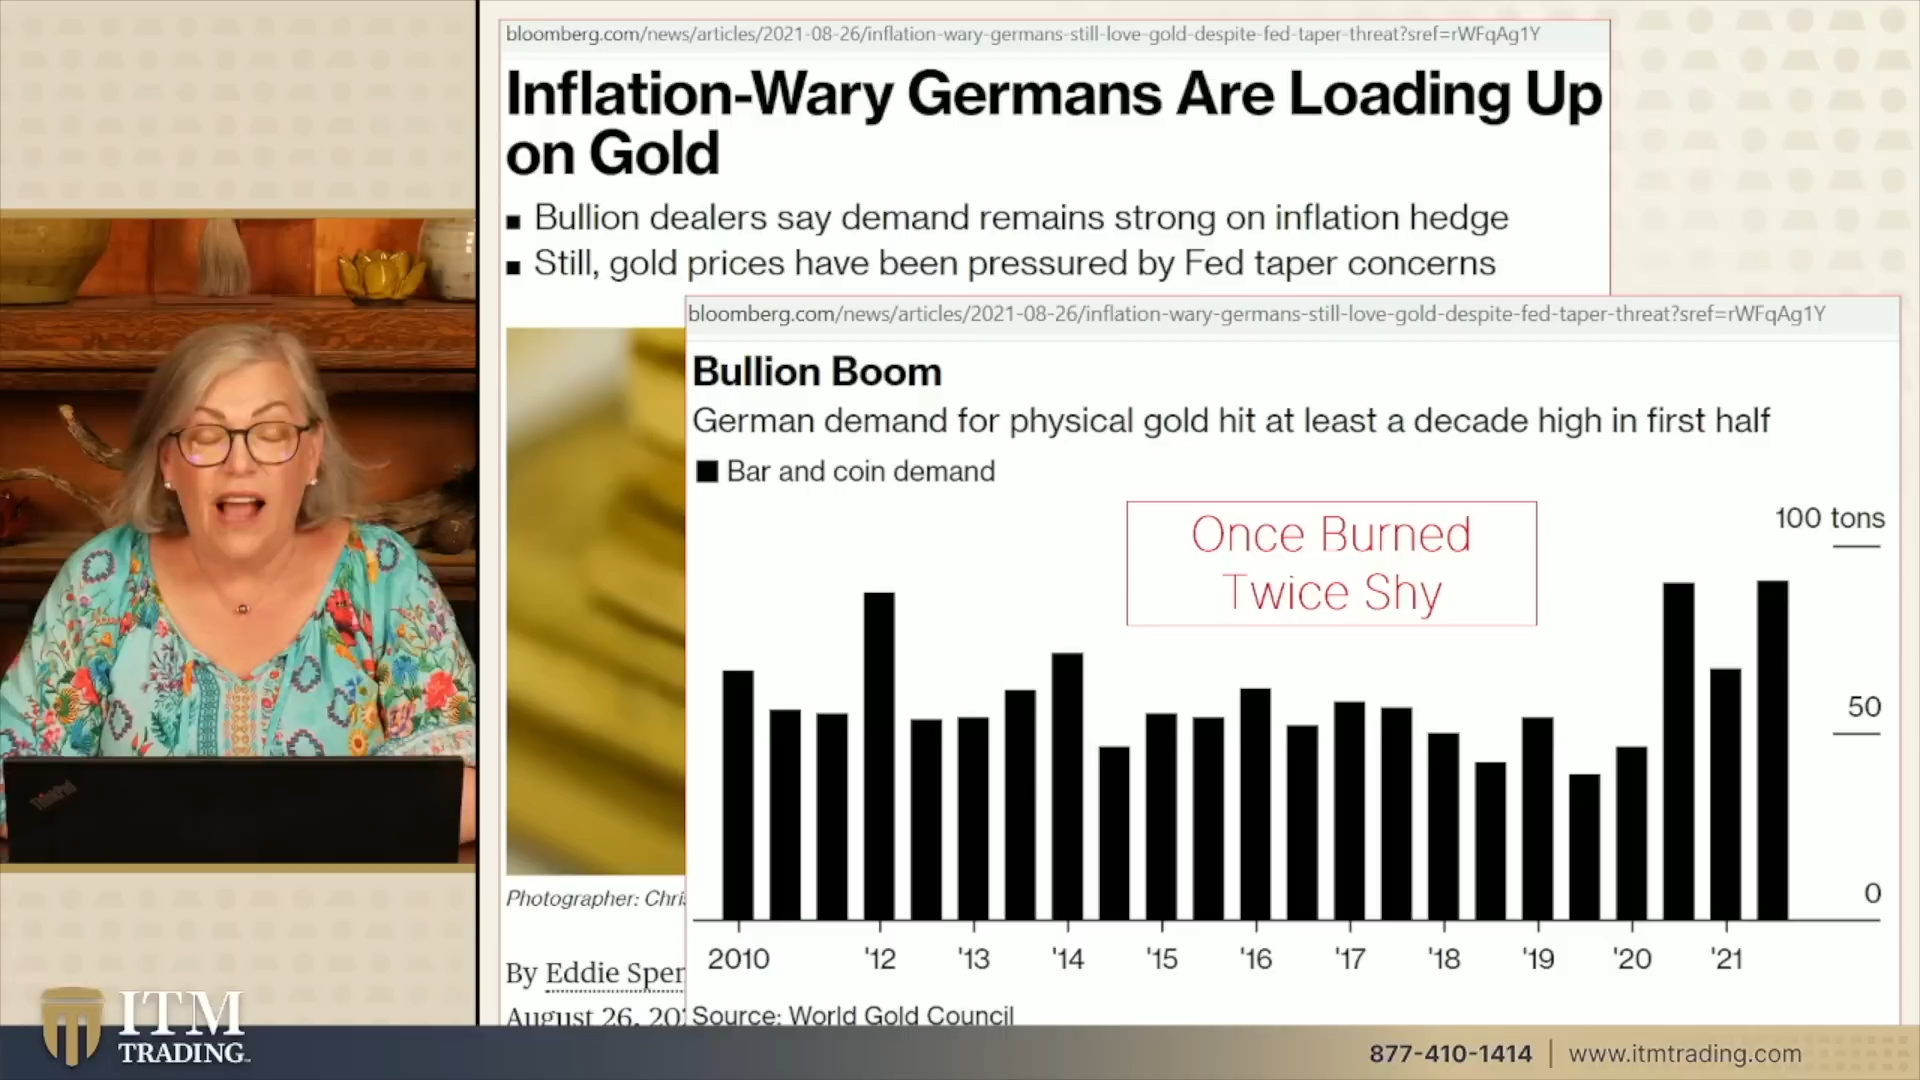 bloomberg.com/news/articles/2021-08-26/inflation-wary-germans-still-love-gold-despite-fed-taper-threat?sref=rWFqAg1Y
Inflation-Wary Germans Are Loading Up
on Gold
Bullion dealers say demand remains strong on inflation hedge
Still, gold prices have been pressured by Fed taper concerns
bloomberg.com/news/articles/2021-08-26/inflation-wary-germans-still-love-gold-despite-fed-taper-threat?sref=rWFqAg1Y
Bullion Boom
German demand for physical gold hit at least a decade high in first half
Bar and coin demand
Once Burned
Twice Shy
100 tons
50
0
2010 '12 '13 '14 '15 '16 '17 '18 '19 '20 '21
Source: World Gold Council
Photographer:
By Eddie
August 26,
ThinkPad
ITM
TRADING
877-410-1414 | www.itmtrading.com